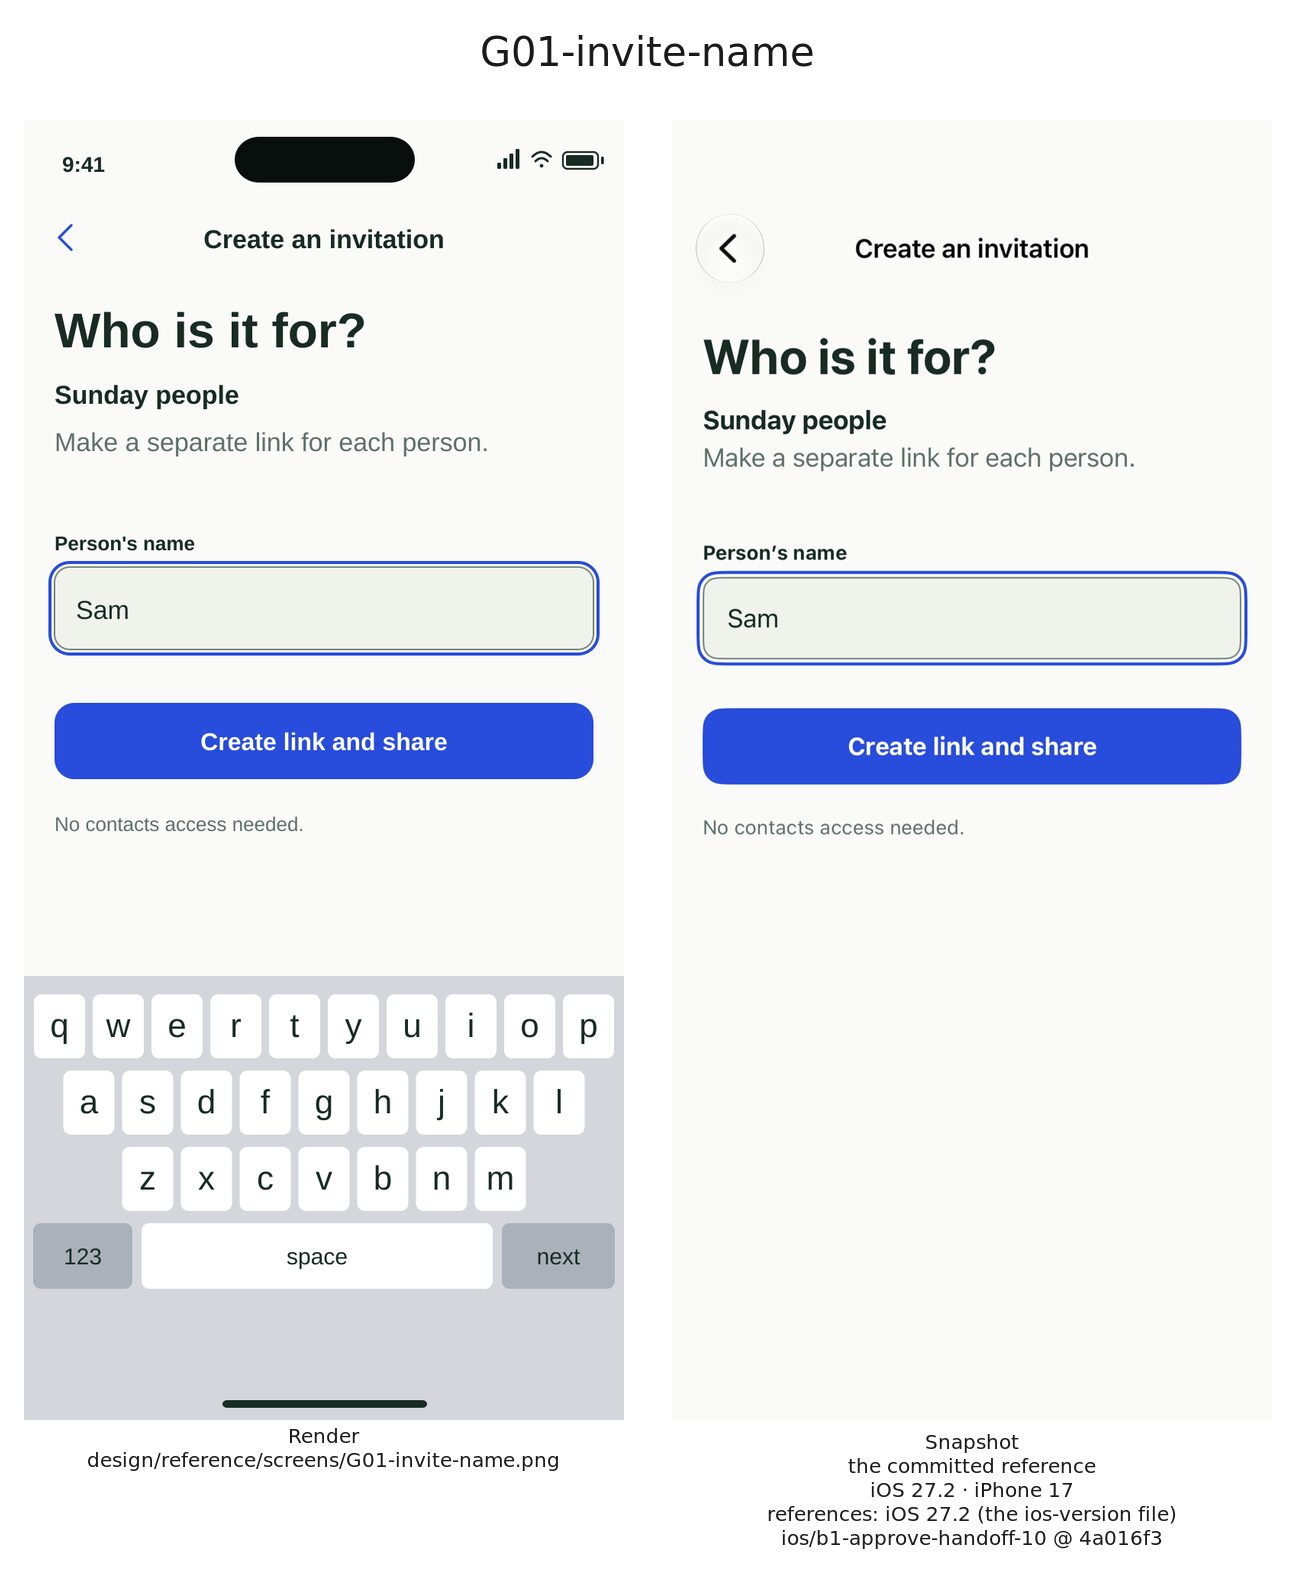 G01-invite-name
9:41
Create an invitation
Who is it for?
Sunday people
Make a separate link for each person.
Person's name
Sam
Create link and share
No contacts access needed.
q w e r t y u i o p
a s d f g h j k l
z x c v b n m
123 space next
Render
design/reference/screens/G01-invite-name.png
Create an invitation
Who is it for?
Sunday people
Make a separate link for each person.
Person’s name
Sam
Create link and share
No contacts access needed.
Snapshot
the committed reference
iOS 27.2 · iPhone 17
references: iOS 27.2 (the ios-version file)
ios/b1-approve-handoff-10 @ 4a016f3